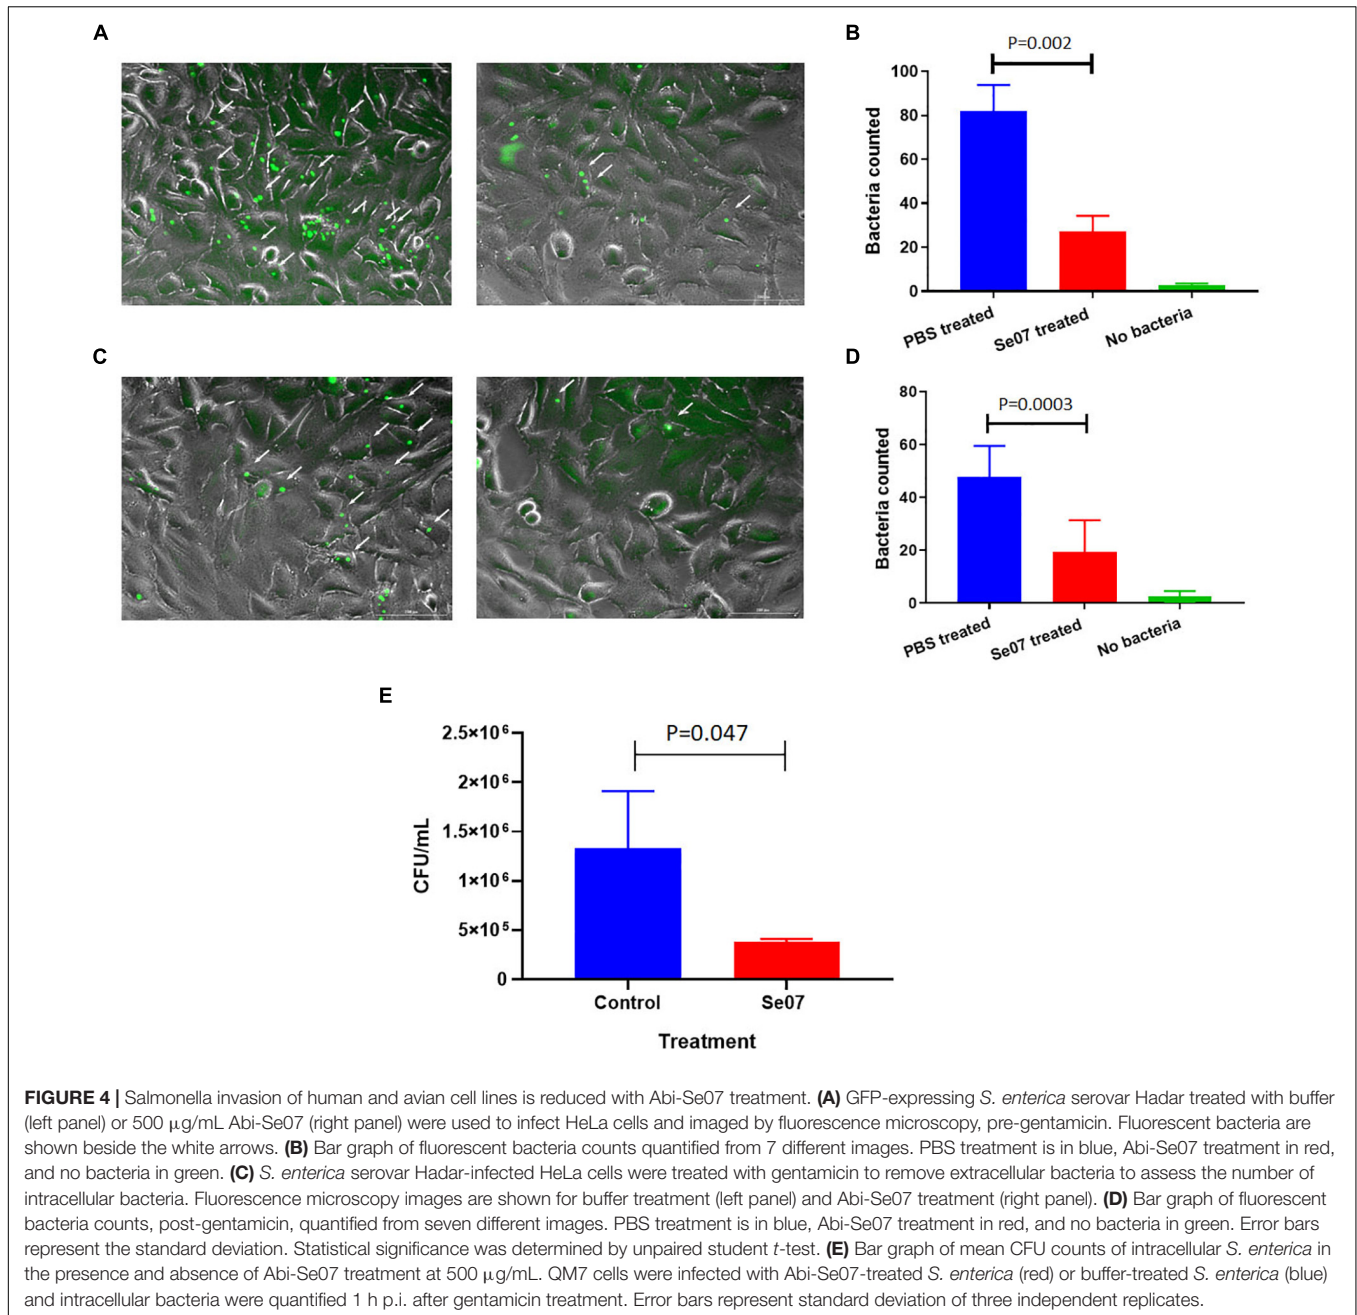 A
B
P=0.002
100
80
60
40
20
0
Bacteria counted
PBS treated
Se07 treated
No bacteria
C
D
P=0.0003
80
60
40
20
0
Bacteria counted
PBS treated
Se07 treated
No bacteria
E
P=0.047
2.5×10⁶
2×10⁶
1.5×10⁶
1×10⁶
5×10⁵
0
CFU/mL
Control
Se07
Treatment
FIGURE 4 | Salmonella invasion of human and avian cell lines is reduced with Abi-Se07 treatment. (A) GFP-expressing S. enterica serovar Hadar treated with buffer
(left panel) or 500 μg/mL Abi-Se07 (right panel) were used to infect HeLa cells and imaged by fluorescence microscopy, pre-gentamicin. Fluorescent bacteria are
shown beside the white arrows. (B) Bar graph of fluorescent bacteria counts quantified from 7 different images. PBS treatment is in blue, Abi-Se07 treatment in red,
and no bacteria in green. (C) S. enterica serovar Hadar-infected HeLa cells were treated with gentamicin to remove extracellular bacteria to assess the number of
intracellular bacteria. Fluorescence microscopy images are shown for buffer treatment (left panel) and Abi-Se07 treatment (right panel). (D) Bar graph of fluorescent
bacteria counts, post-gentamicin, quantified from seven different images. PBS treatment is in blue, Abi-Se07 treatment in red, and no bacteria in green. Error bars
represent the standard deviation. Statistical significance was determined by unpaired student t-test. (E) Bar graph of mean CFU counts of intracellular S. enterica in
the presence and absence of Abi-Se07 treatment at 500 μg/mL. QM7 cells were infected with Abi-Se07-treated S. enterica (red) or buffer-treated S. enterica (blue)
and intracellular bacteria were quantified 1 h p.i. after gentamicin treatment. Error bars represent standard deviation of three independent replicates.